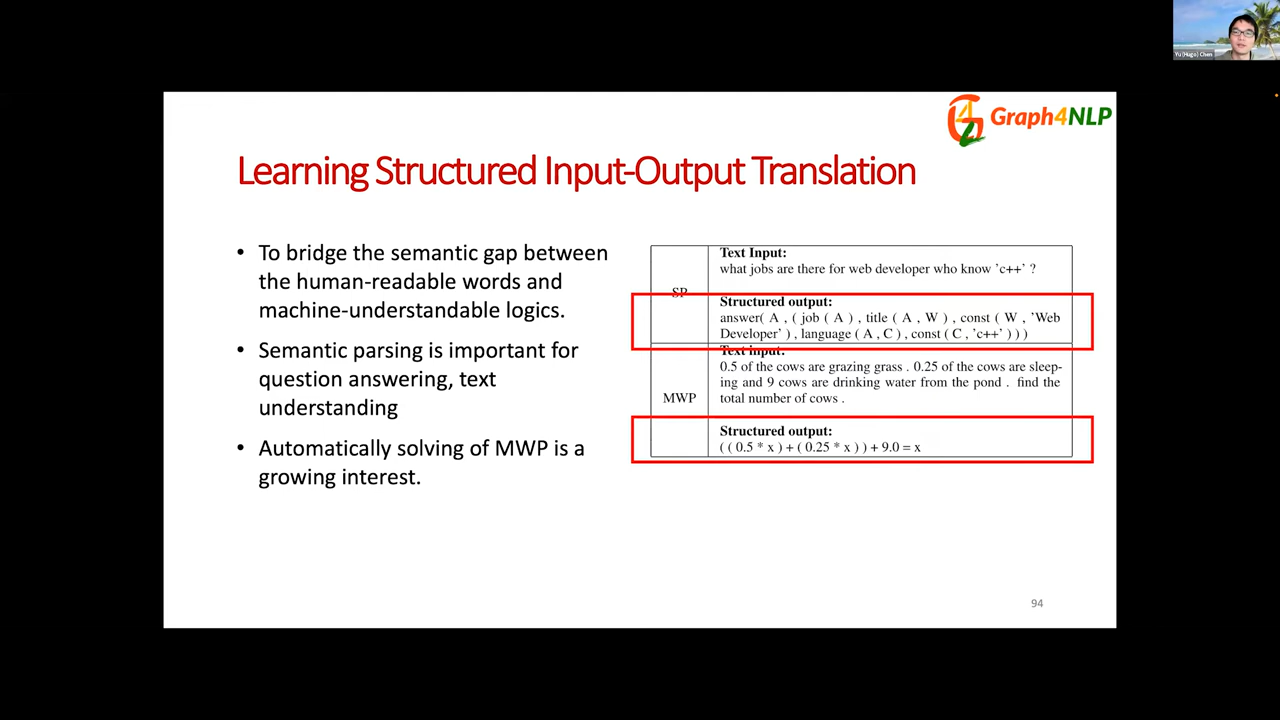 Yu (Hugo) Chen
Graph4NLP
Learning Structured Input-Output Translation
• To bridge the semantic gap between
the human-readable words and
machine-understandable logics.
• Semantic parsing is important for
question answering, text
understanding
• Automatically solving of MWP is a
growing interest.
SP
Text Input:
what jobs are there for web developer who know 'c++' ?
Structured output:
answer( A , ( job ( A ) , title ( A , W ) , const ( W , 'Web
Developer' ) , language ( A , C ) , const ( C , 'c++' ) ) )
MWP
Text input:
0.5 of the cows are grazing grass . 0.25 of the cows are sleep-
ing and 9 cows are drinking water from the pond . find the
total number of cows .
Structured output:
( ( 0.5 * x ) + ( 0.25 * x ) ) + 9.0 = x
94